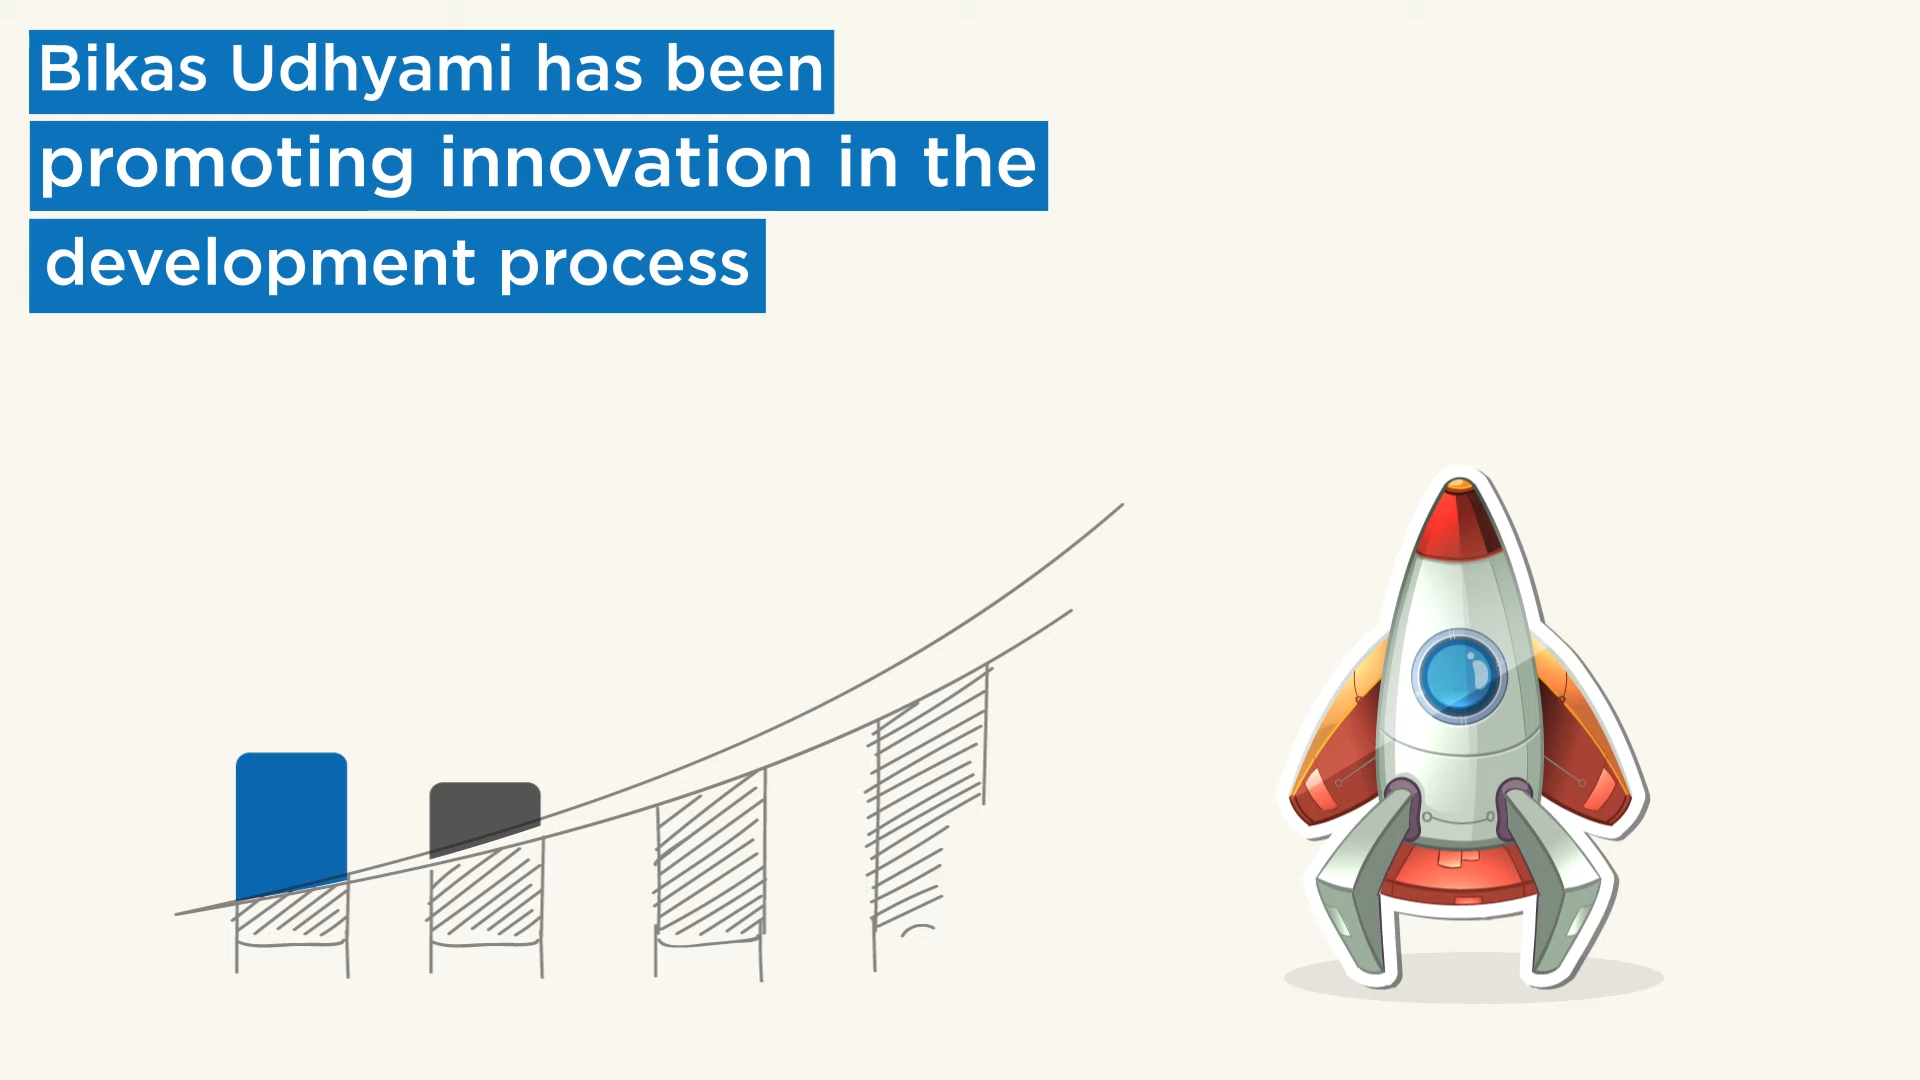 Bikas Udhyami has been
promoting innovation in the
development process